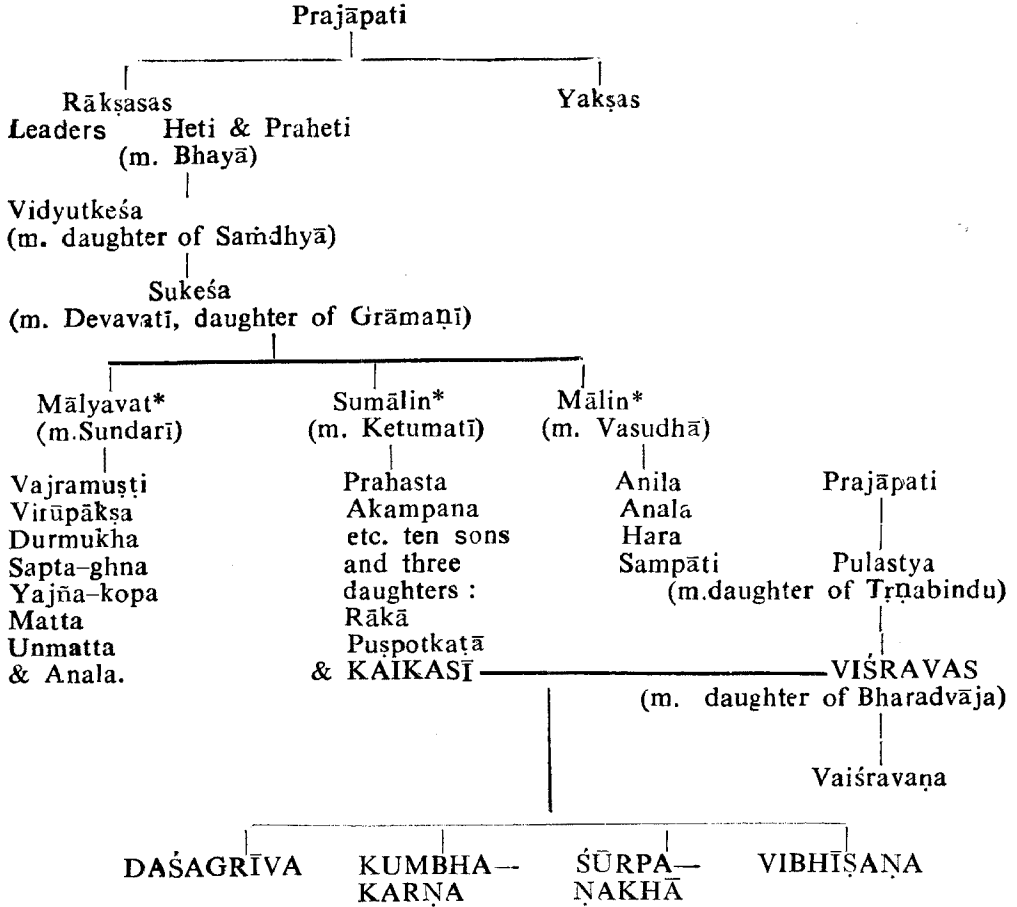 Prajāpati
Rākṣasas Yakṣas
Leaders Heti & Praheti
(m. Bhayā)
Vidyutkeśa
(m. daughter of Saṁdhyā)
Sukeśa
(m. Devavatī, daughter of Grāmaṇī)
Mālyavat* Sumālin* Mālin*
(m.Sundarī) (m. Ketumatī) (m. Vasudhā)
Vajramuṣṭi Prahasta Anila Prajāpati
Virūpākṣa Akampana Anala
Durmukha etc. ten sons Hara
Sapta-ghna and three Sampāti Pulastya
Yajña-kopa daughters : (m.daughter of Tṛṇabindu)
Matta Rākā
Unmatta Puṣpotkaṭā
& Anala. & KAIKASĪ VIŚRAVAS
(m. daughter of Bharadvāja)
Vaiśravaṇa
DAŚAGRĪVA KUMBHA— ŚŪRPA— VIBHĪṢAṆA
KARṆA ṆAKHĀ